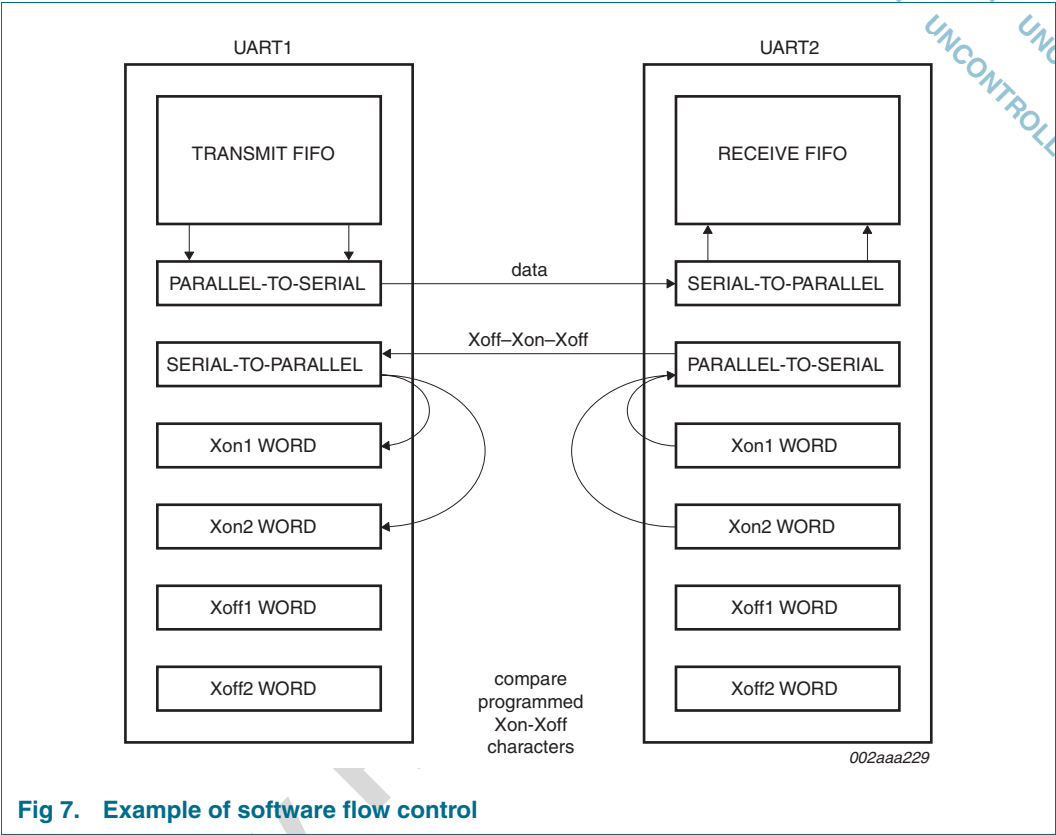 UART1
UART2
UNCONTROLL
TRANSMIT FIFO
RECEIVE FIFO
PARALLEL-TO-SERIAL
data
SERIAL-TO-PARALLEL
SERIAL-TO-PARALLEL
Xoff–Xon–Xoff
PARALLEL-TO-SERIAL
Xon1 WORD
Xon1 WORD
Xon2 WORD
Xon2 WORD
Xoff1 WORD
Xoff1 WORD
Xoff2 WORD
Xoff2 WORD
compare
programmed
Xon-Xoff
characters
002aaa229
Fig 7. Example of software flow control